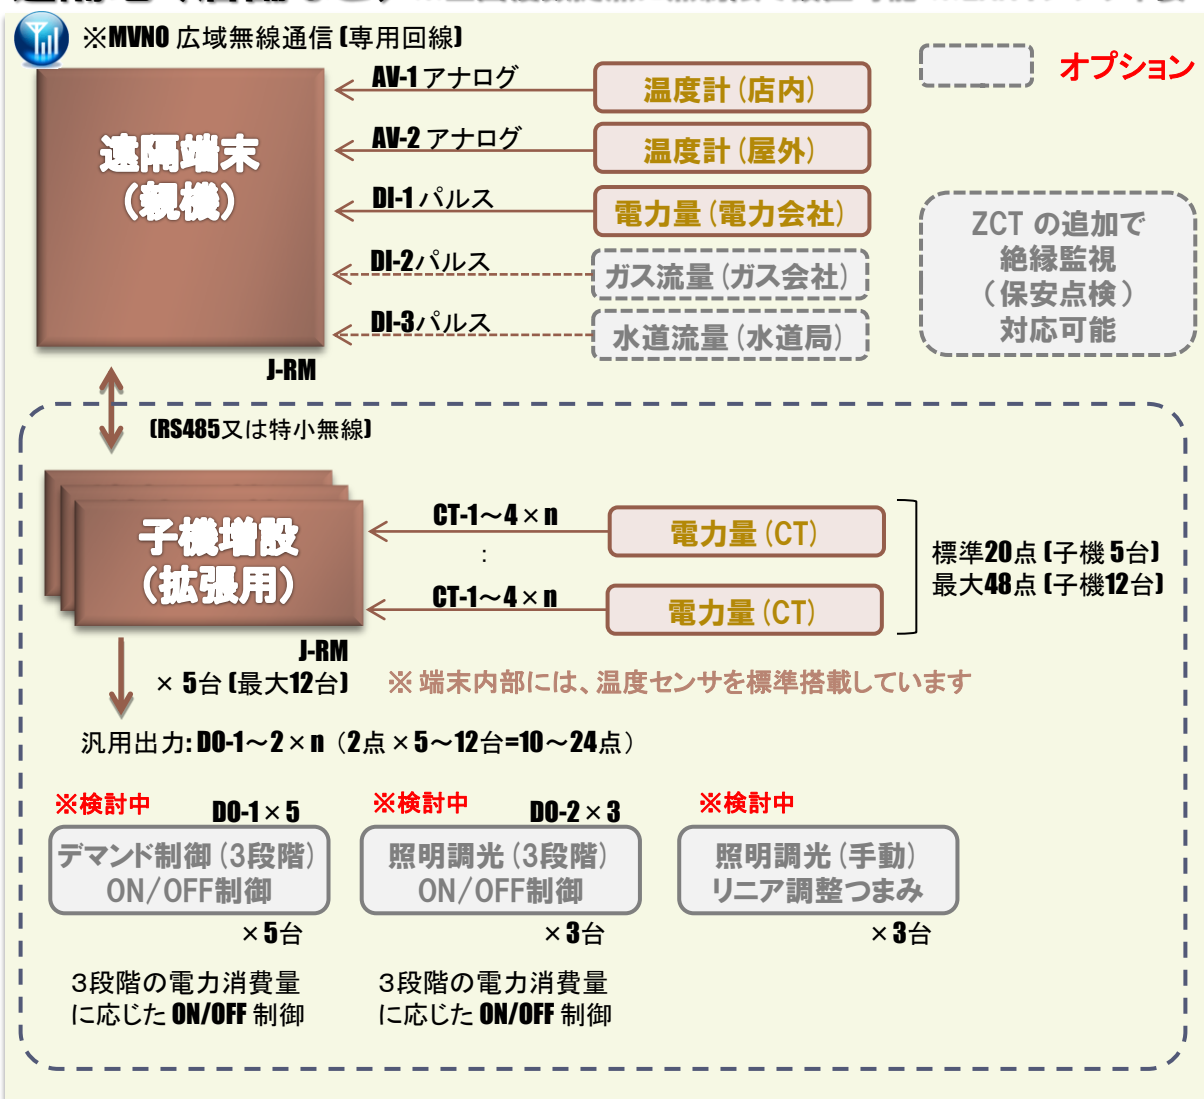 ※MVNO 広域無線通信 (専用回線)
遠隔端末
（親機）
J-RM
AV-1 アナログ
温度計（店内）
AV-2 アナログ
温度計（屋外）
DI-1 パルス
電力量（電力会社）
DI-2パルス
ガス流量（ガス会社）
DI-3パルス
水道流量（水道局）
オプション
ZCT の追加で
絶縁監視
（保安点検）
対応可能
(RS485又は特小無線)
子機増設
（拡張用）
J-RM
CT-1～4×n
電力量（CT）
：
CT-1～4×n
電力量（CT）
標準20点 (子機 5台)
最大48点 (子機12台)
× 5台 (最大12台)
※ 端末内部には、温度センサを標準搭載しています
汎用出力: DO-1～2×n（2点×5～12台=10～24点）
※検討中
DO-1×5
デマンド制御（3段階）
ON/OFF制御
×5台
３段階の電力消費量
に応じた ON/OFF 制御
※検討中
DO-2×3
照明調光（3段階）
ON/OFF制御
×3台
３段階の電力消費量
に応じた ON/OFF 制御
※検討中
照明調光（手動）
リニア調整つまみ
×3台